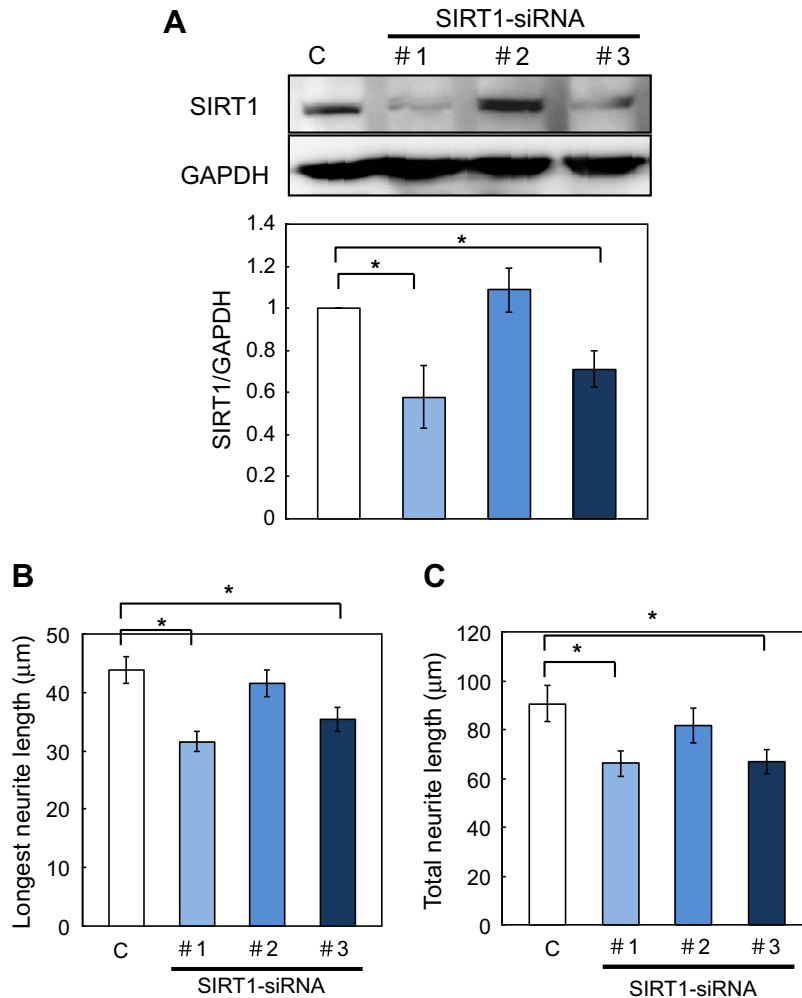 A
SIRT1-siRNA
C #1 #2 #3
SIRT1
GAPDH
1.4
1.2
1
0.8
0.6
0.4
0.2
0
SIRT1/GAPDH
*
*
B
50
40
30
20
10
0
Longest neurite length (μm)
*
*
C #1 #2 #3
SIRT1-siRNA
C
120
100
80
60
40
20
0
Total neurite length (μm)
*
*
C #1 #2 #3
SIRT1-siRNA